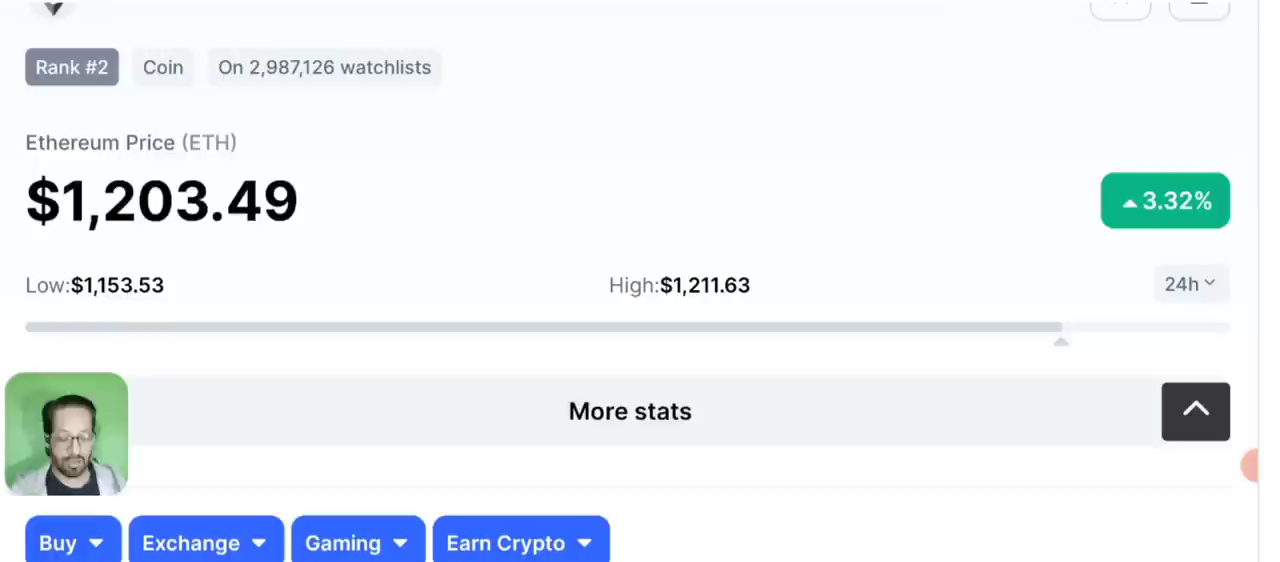 Rank #2 Coin On 2,987,126 watchlists
Ethereum Price (ETH)
$1,203.49 3.32%
Low:$1,153.53 High:$1,211.63 24h
More stats
Buy Exchange Gaming Earn Crypto